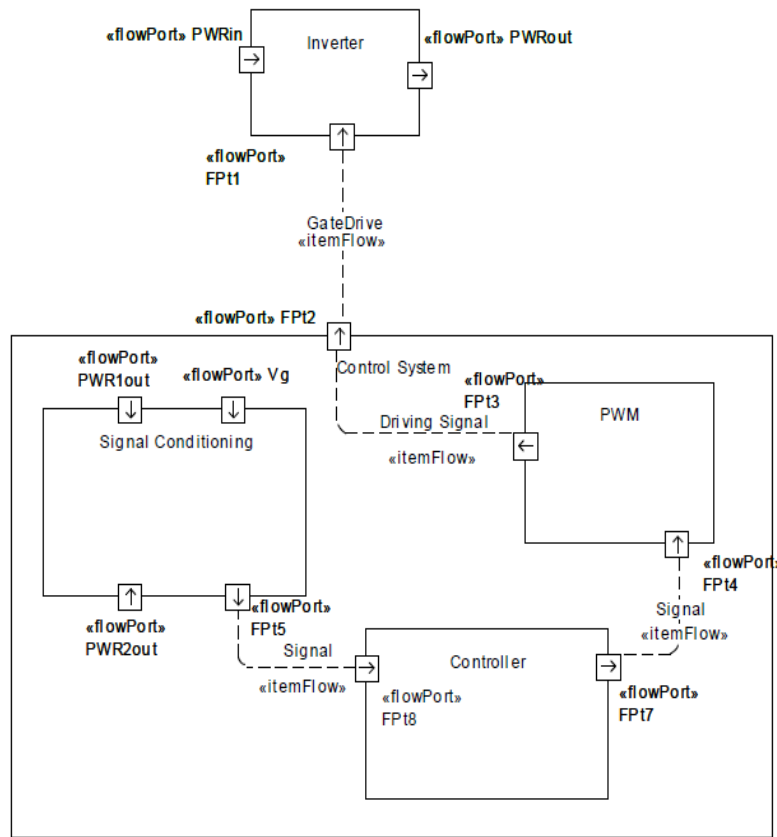 «flowPort» PWRin
Inverter
«flowPort» PWRout
«flowPort»
FPt1
GateDrive
«itemFlow»
«flowPort» FPt2
Control System
«flowPort»
PWR1out
«flowPort» Vg
Signal Conditioning
«flowPort»
FPt3
PWM
Driving Signal
«itemFlow»
«flowPort»
PWR2out
«flowPort»
FPt5
«flowPort»
FPt4
Signal
«itemFlow»
Signal
«itemFlow»
Controller
«flowPort»
FPt8
«flowPort»
FPt7